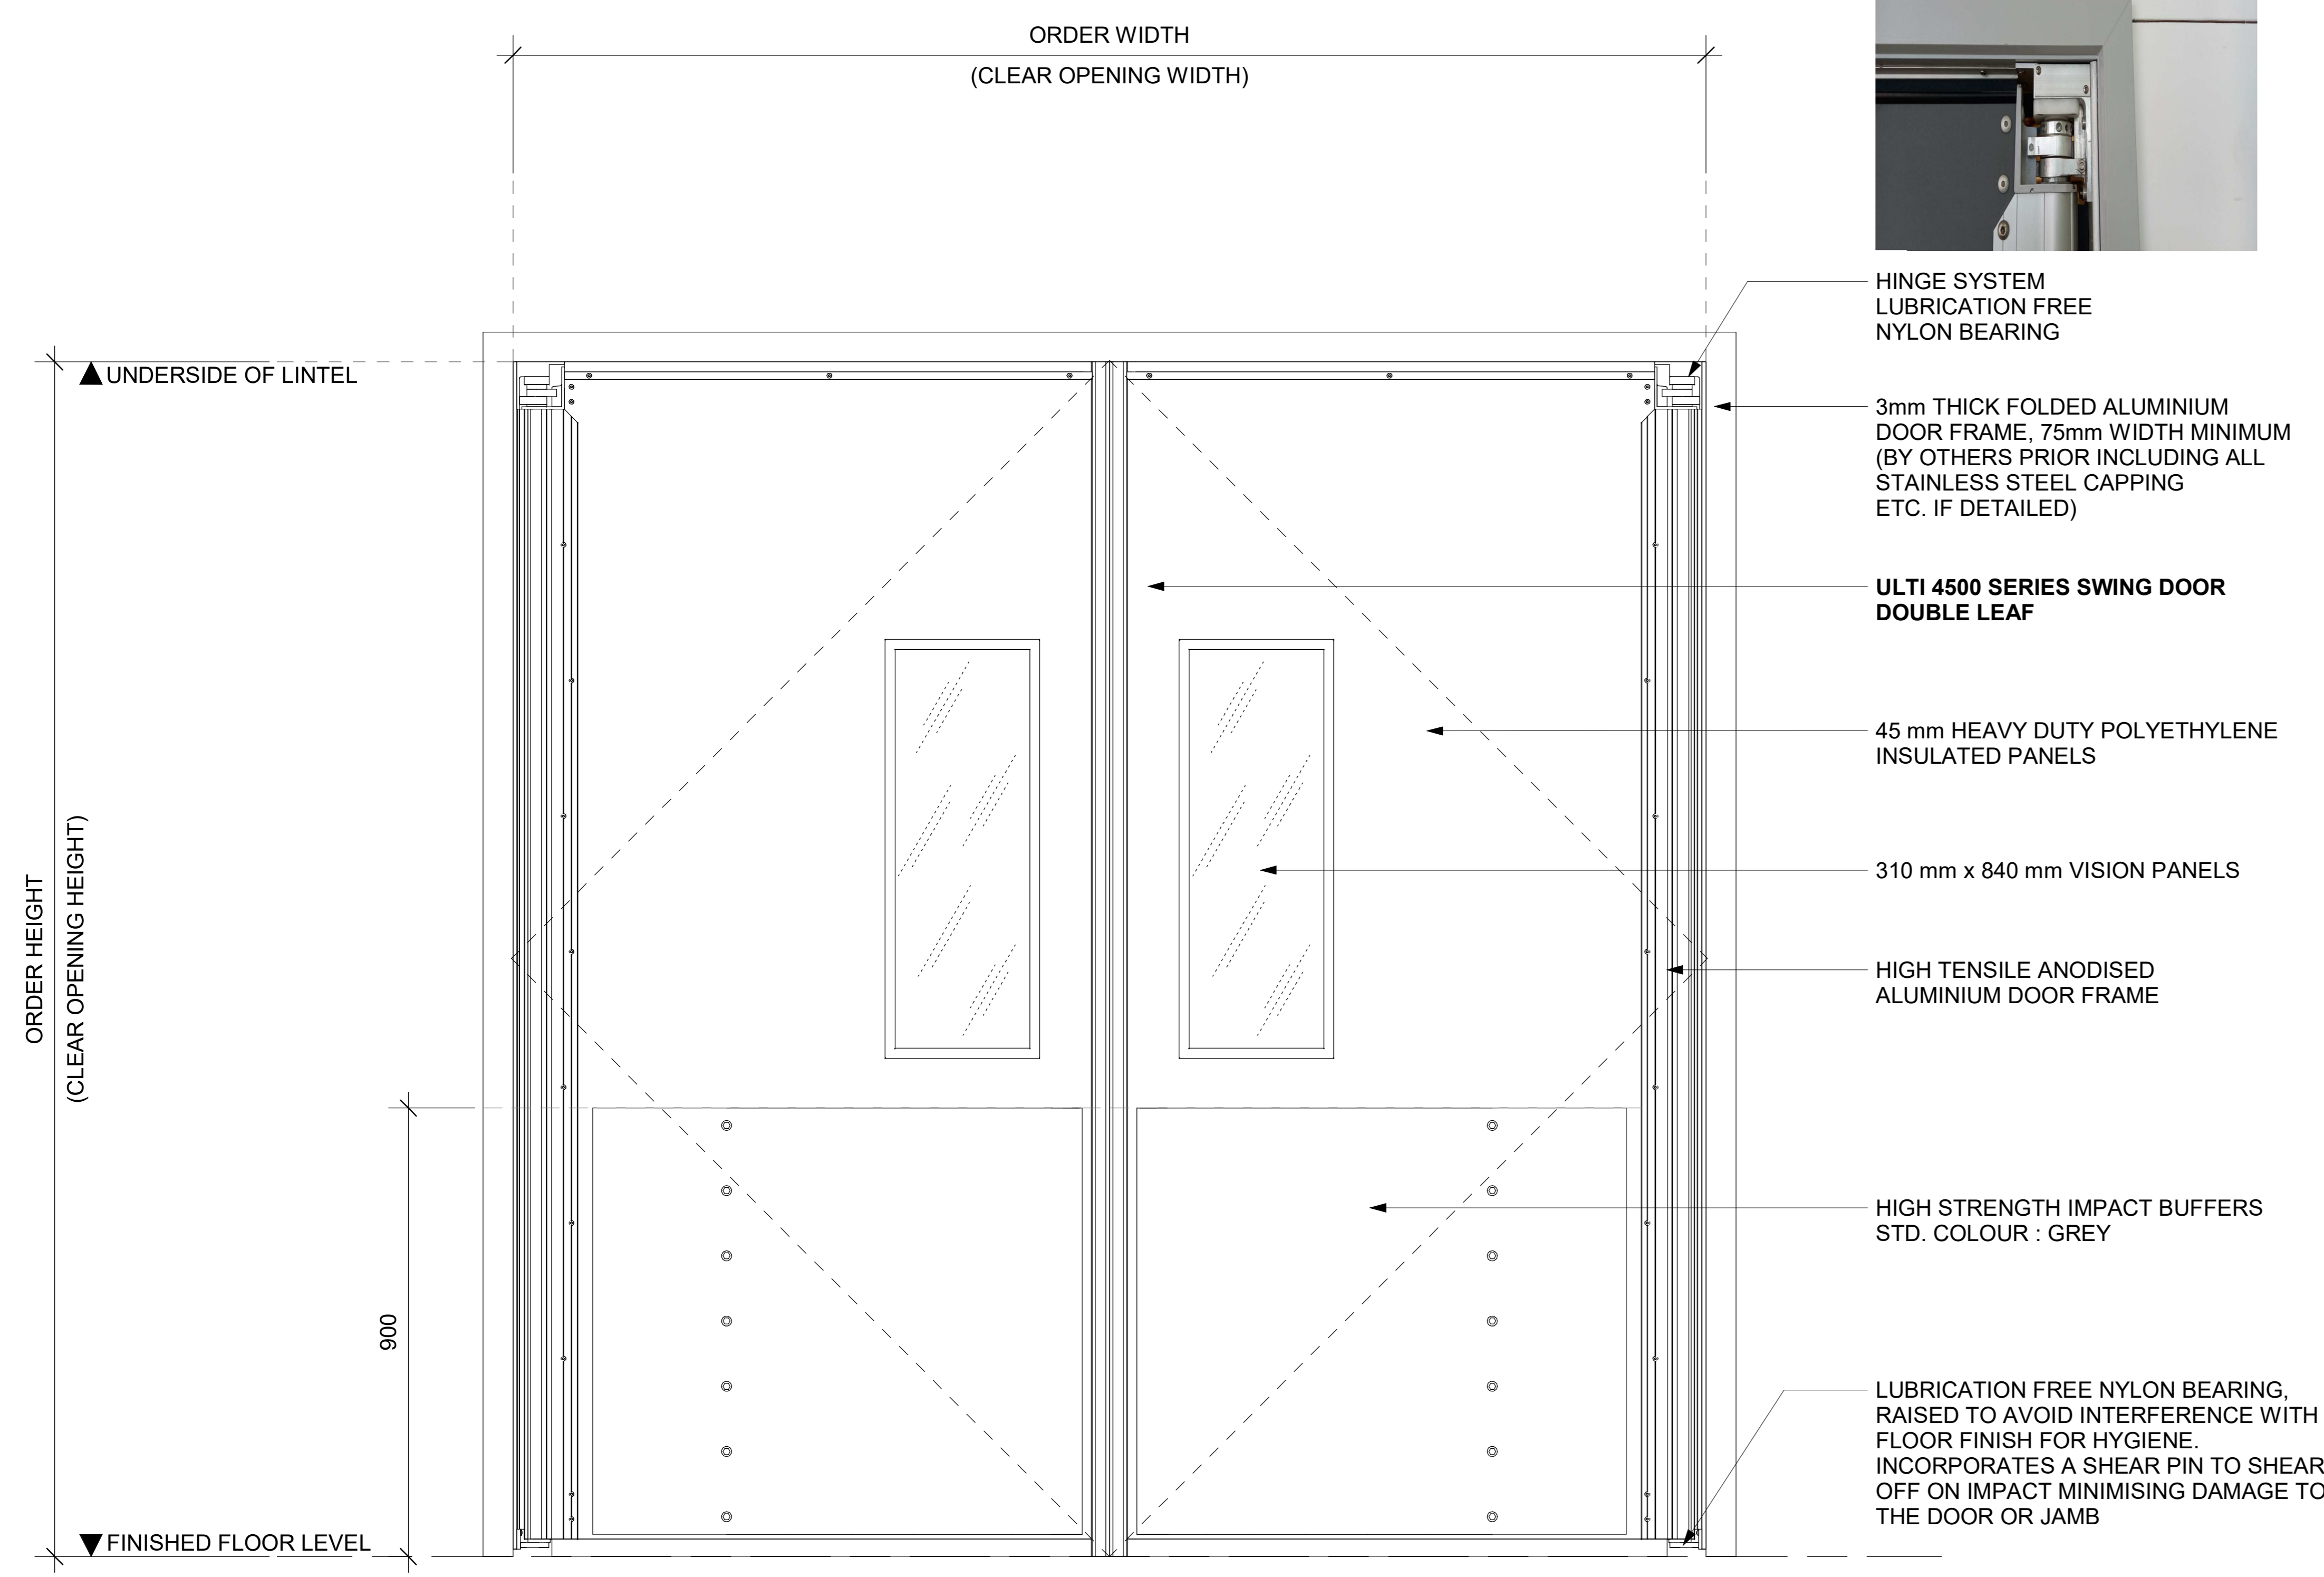 ORDER WIDTH
(CLEAR OPENING WIDTH)
HINGE SYSTEM
LUBRICATION FREE
NYLON BEARING
UNDERSIDE OF LINTEL
3mm THICK FOLDED ALUMINIUM
DOOR FRAME, 75mm WIDTH MINIMUM
(BY OTHERS PRIOR INCLUDING ALL
STAINLESS STEEL CAPPING
ETC. IF DETAILED)
ULTI 4500 SERIES SWING DOOR
DOUBLE LEAF
45 mm HEAVY DUTY POLYETHYLENE
INSULATED PANELS
310 mm x 840 mm VISION PANELS
ORDER HEIGHT
(CLEAR OPENING HEIGHT)
HIGH TENSILE ANODISED
ALUMINIUM DOOR FRAME
HIGH STRENGTH IMPACT BUFFERS
STD. COLOUR : GREY
900
LUBRICATION FREE NYLON BEARING,
RAISED TO AVOID INTERFERENCE WITH
FLOOR FINISH FOR HYGIENE.
INCORPORATES A SHEAR PIN TO SHEAR
OFF ON IMPACT MINIMISING DAMAGE TO
THE DOOR OR JAMB
FINISHED FLOOR LEVEL